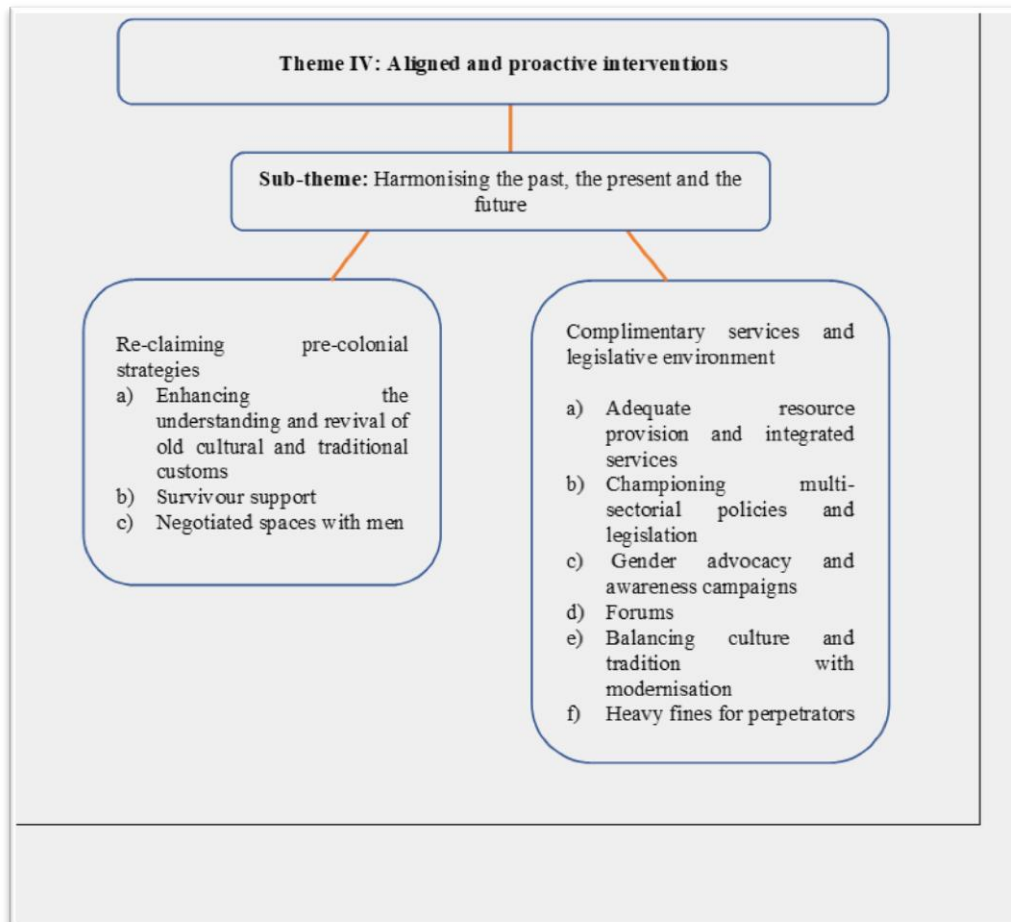 Theme IV: Aligned and proactive interventions
Sub-theme: Harmonising the past, the present and the
future
Re-claiming pre-colonial
strategies
a) Enhancing the
understanding and revival of
old cultural and traditional
customs
b) Survivour support
c) Negotiated spaces with men
Complimentary services and
legislative environment
a) Adequate resource
provision and integrated
services
b) Championing multi-
sectorial policies and
legislation
c) Gender advocacy and
awareness campaigns
d) Forums
e) Balancing culture and
tradition with
modernisation
f) Heavy fines for perpetrators